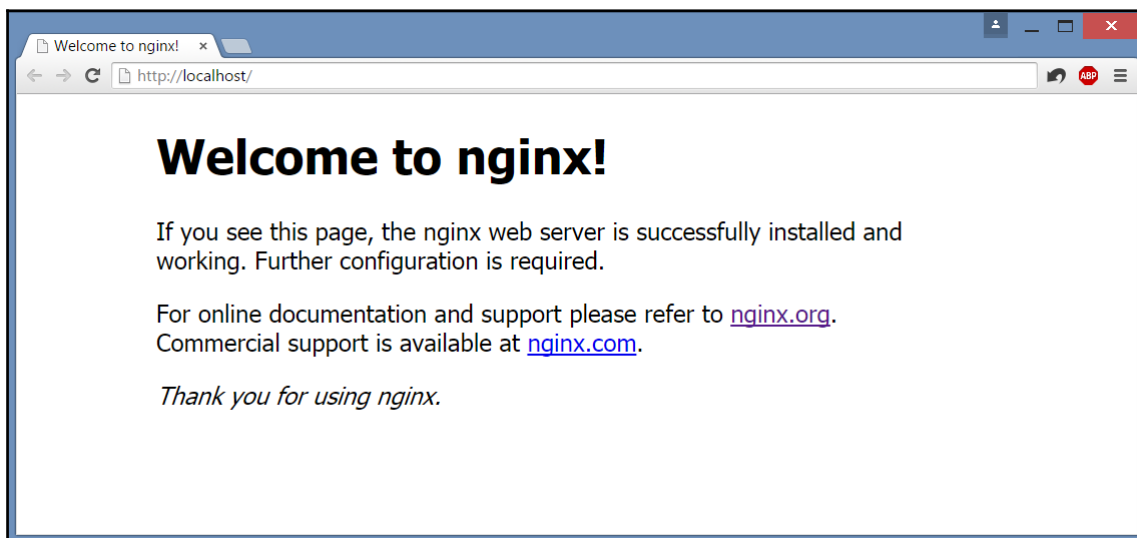 Welcome to nginx!
http://localhost/
ABP
Welcome to nginx!
If you see this page, the nginx web server is successfully installed and
working. Further configuration is required.
For online documentation and support please refer to nginx.org.
Commercial support is available at nginx.com.
Thank you for using nginx.